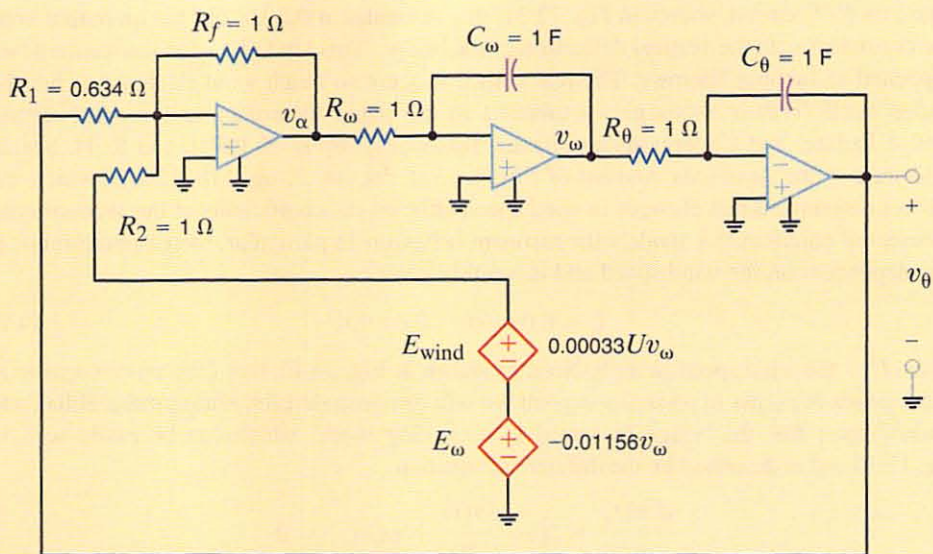 R_f = 1 Ω
C_ω = 1 F
C_θ = 1 F
R_1 = 0.634 Ω
v_α
R_ω = 1 Ω
v_ω
R_θ = 1 Ω
R_2 = 1 Ω
+
v_θ
−
E_wind
0.00033Uv_ω
E_ω
−0.01156v_ω